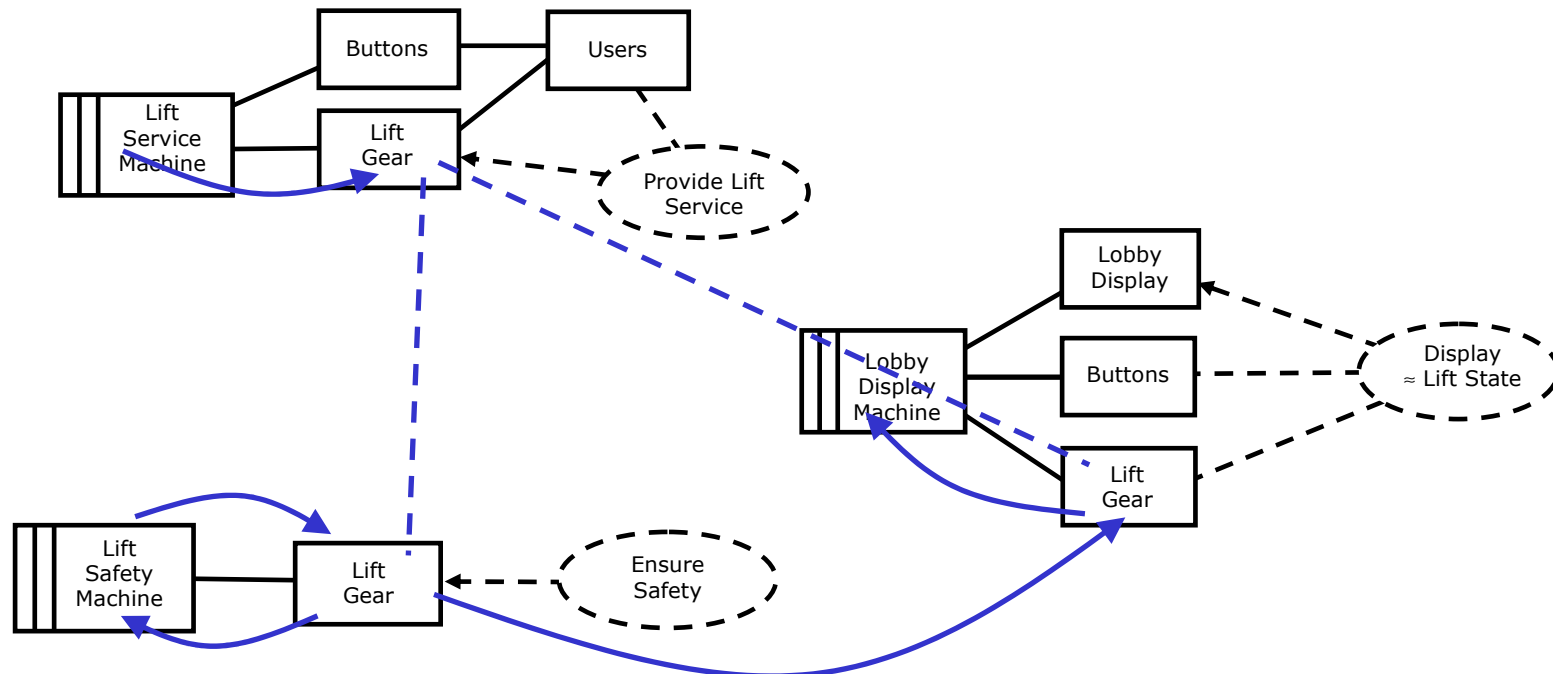 Buttons
Users
Lift
Service
Machine
Lift
Gear
Provide Lift
Service
Lobby
Display
Lobby
Display
Machine
Buttons
Display
≈ Lift State
Lift
Gear
Lift
Safety
Machine
Lift
Gear
Ensure
Safety